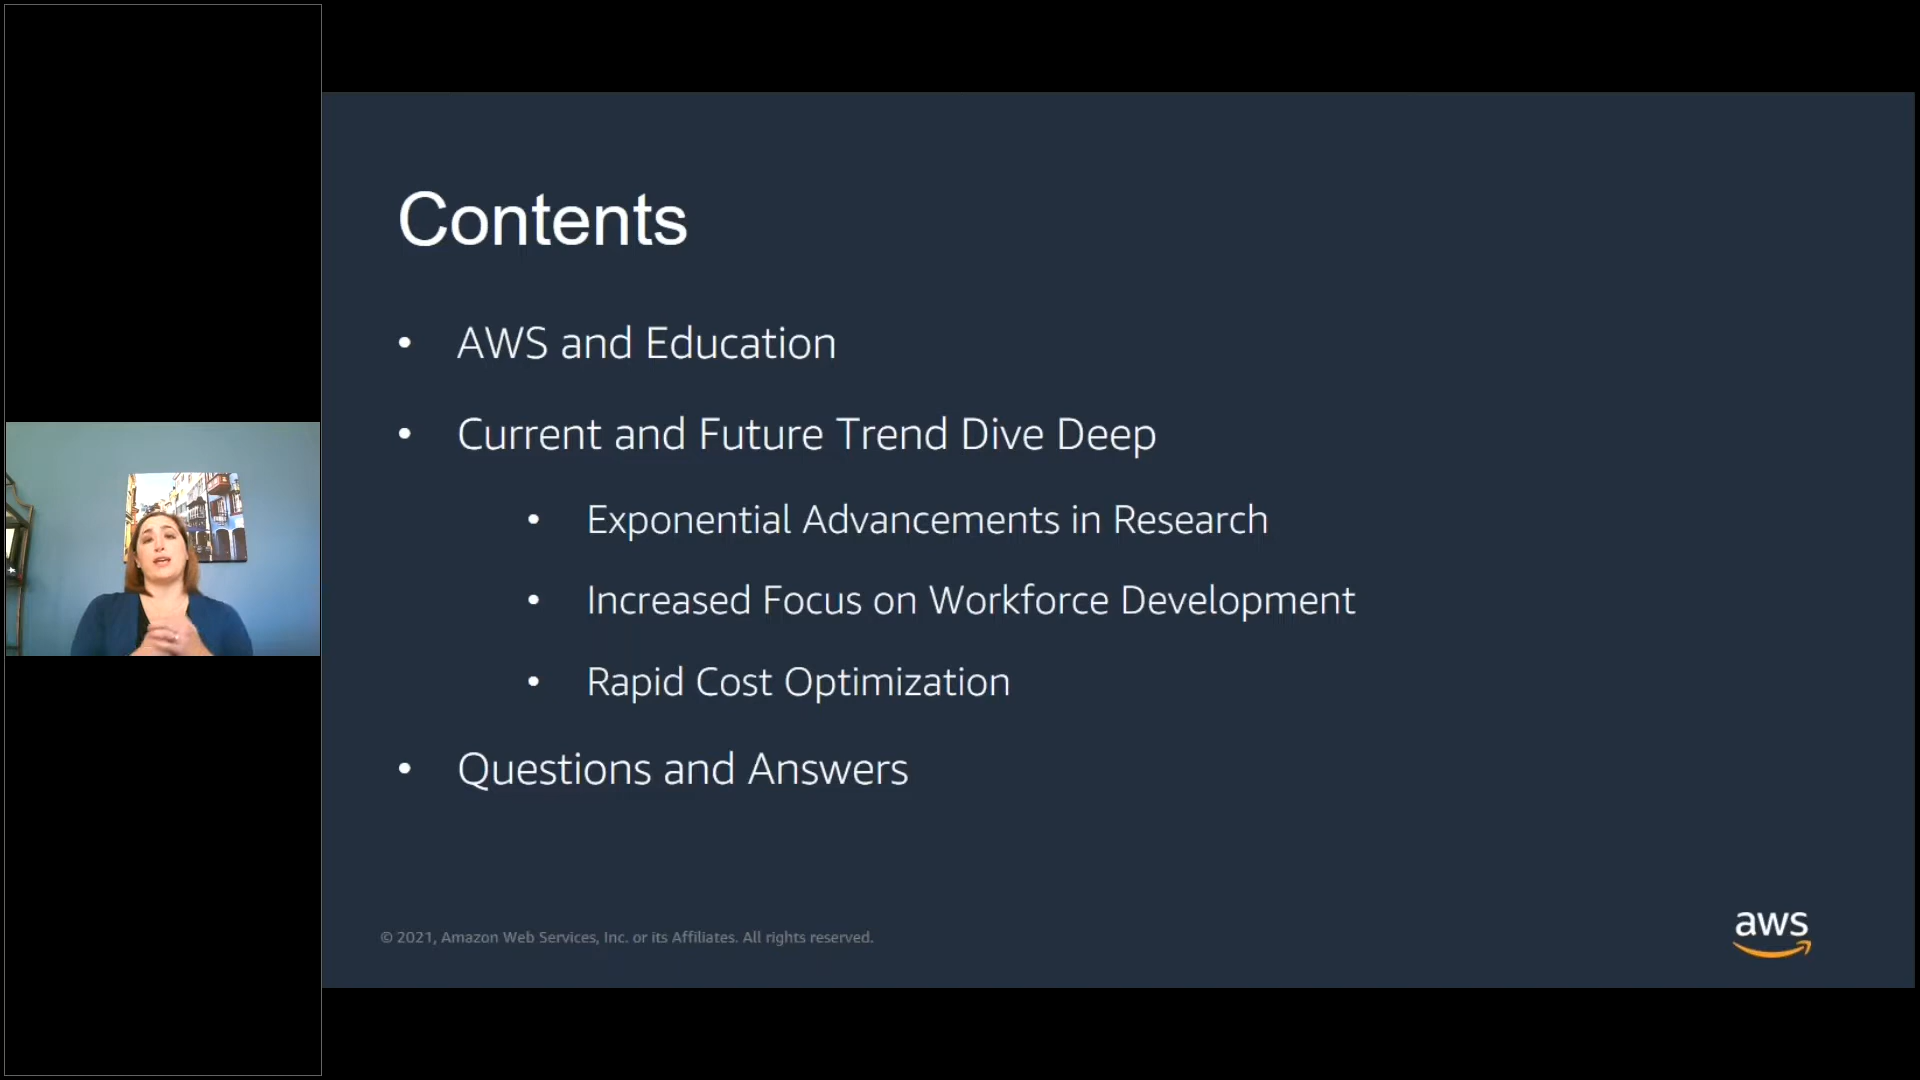 Contents
• AWS and Education
• Current and Future Trend Dive Deep
• Exponential Advancements in Research
• Increased Focus on Workforce Development
• Rapid Cost Optimization
• Questions and Answers
© 2021, Amazon Web Services, Inc. or its Affiliates. All rights reserved.
aws